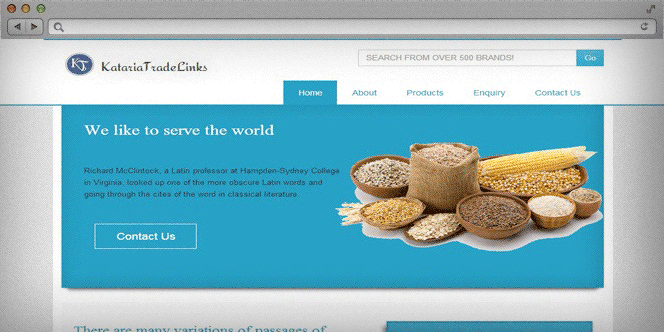 KJ
KatariaTradeLinks
SEARCH FROM OVER 500 BRANDS!
Go
Home
About
Products
Enquiry
Contact Us
We like to serve the world
Richard McClintock, a Latin professor at Hampden-Sydney College
in Virginia, looked up one of the more obscure Latin words and
going through the cites of the word in classical literature
Contact Us
There are many variations of passages of